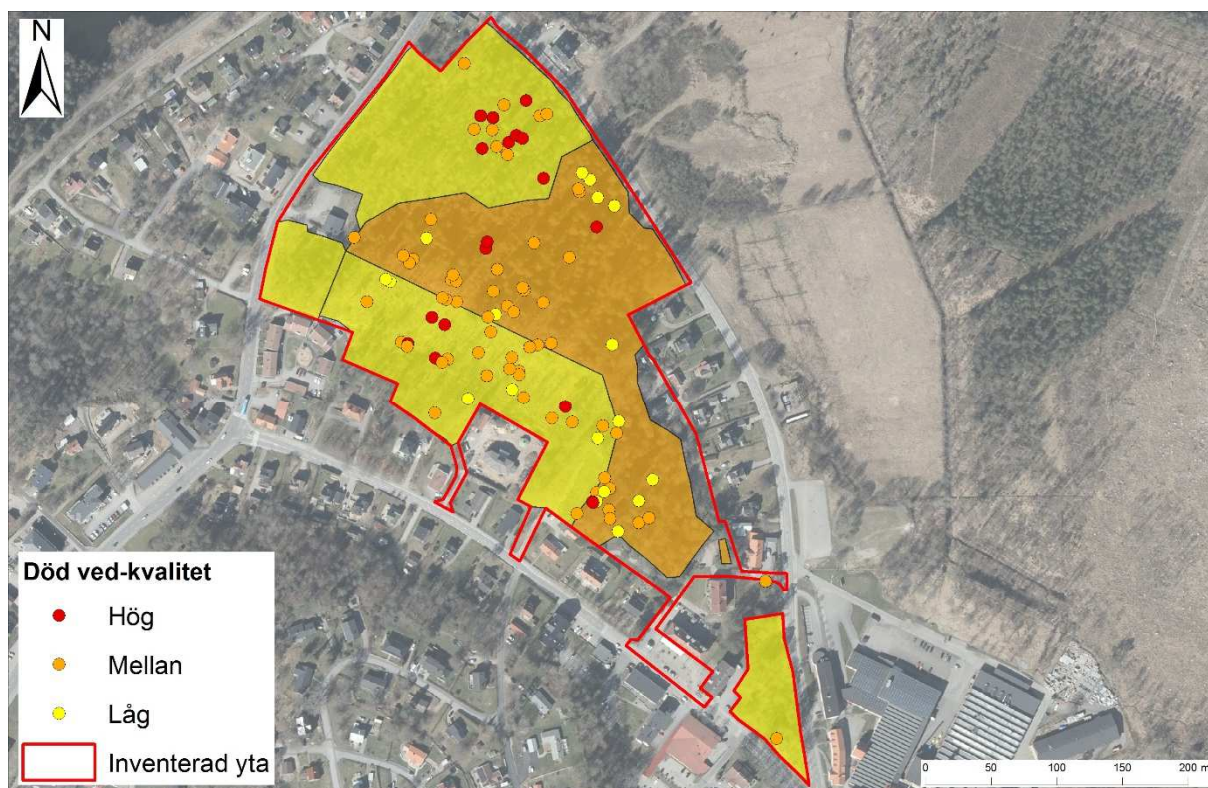 N
Död ved-kvalitet
Hög
Mellan
Låg
Inventerad yta
0 50 100 150 200 m